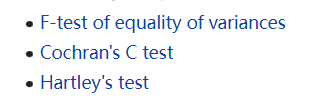 • F-test of equality of variances
• Cochran's C test
• Hartley's test